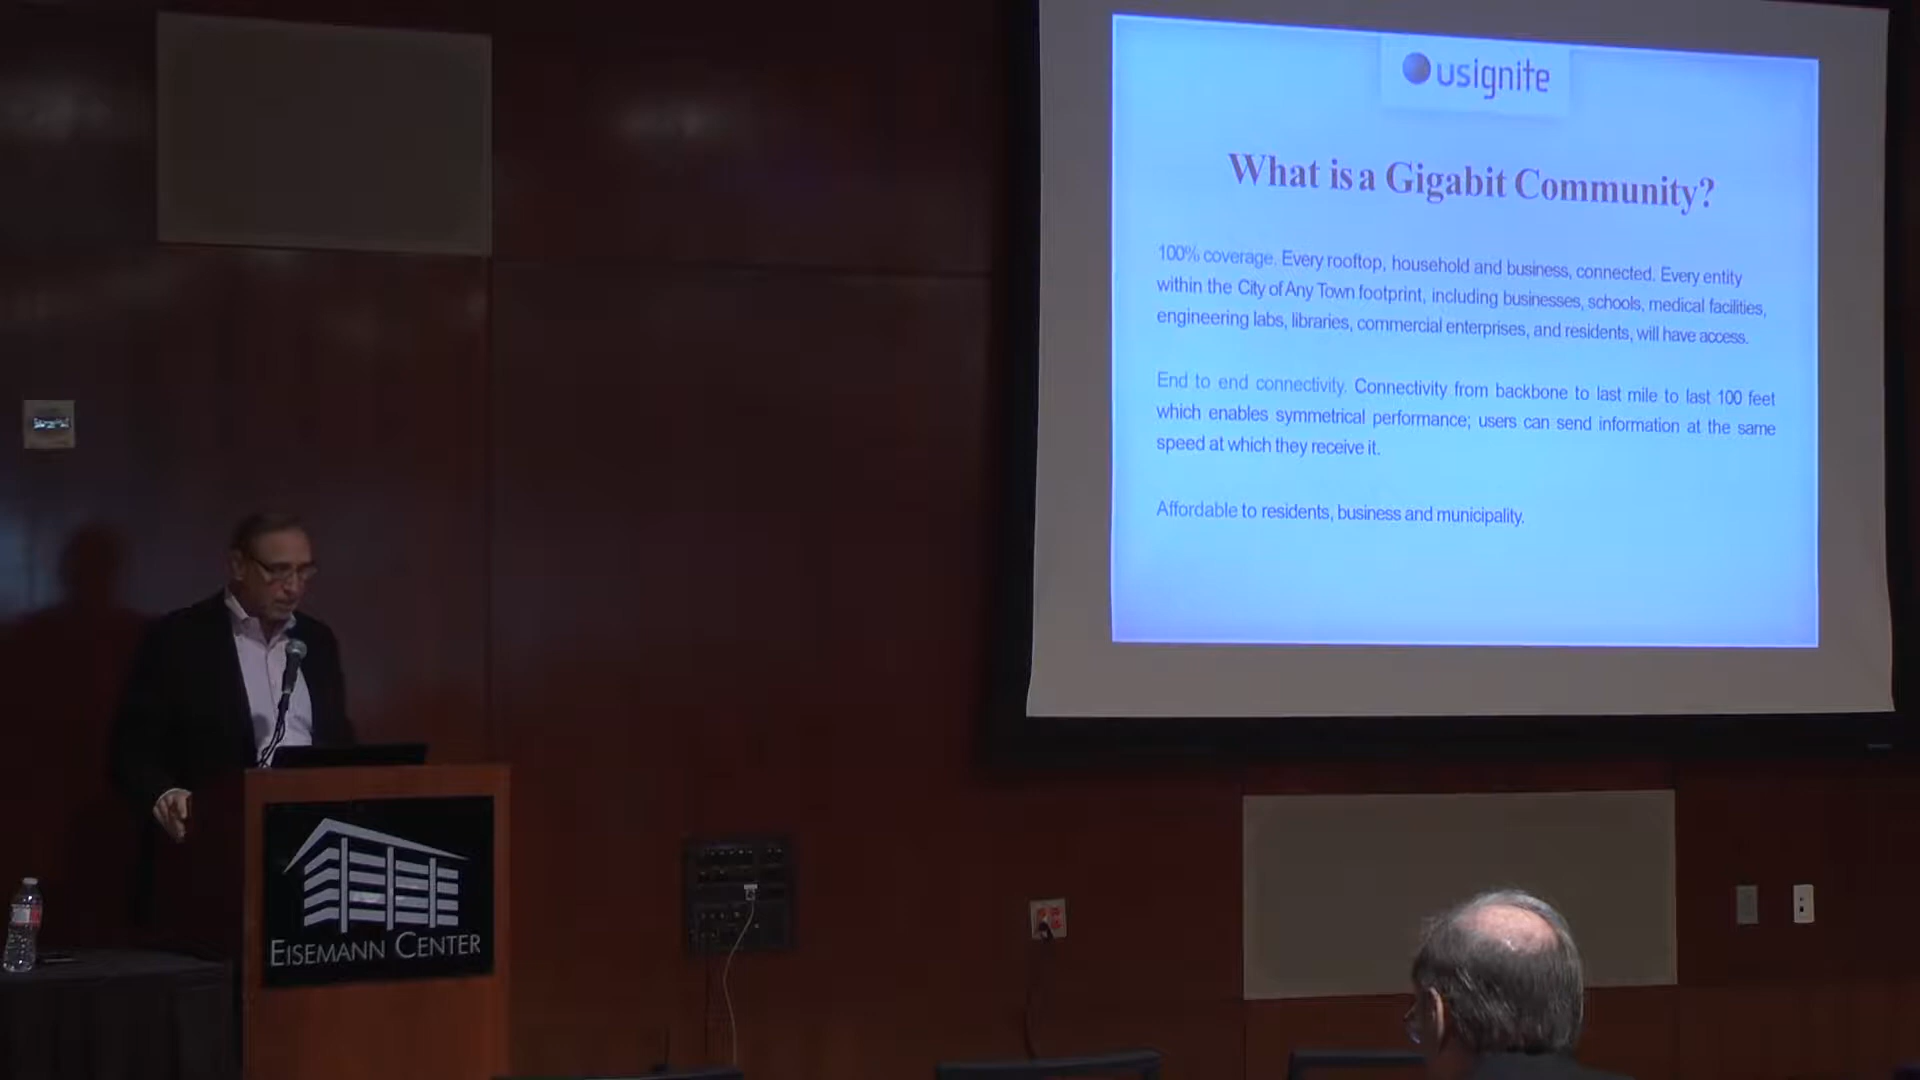 usignite
What is a Gigabit Community?
100% coverage. Every rooftop, household and business, connected. Every entity
within the City of Any Town footprint, including businesses, schools, medical facilities,
engineering labs, libraries, commercial enterprises, and residents, will have access.
End to end connectivity. Connectivity from backbone to last mile to last 100 feet
which enables symmetrical performance; users can send information at the same
speed at which they receive it.
Affordable to residents, business and municipality.
EISEMANN CENTER